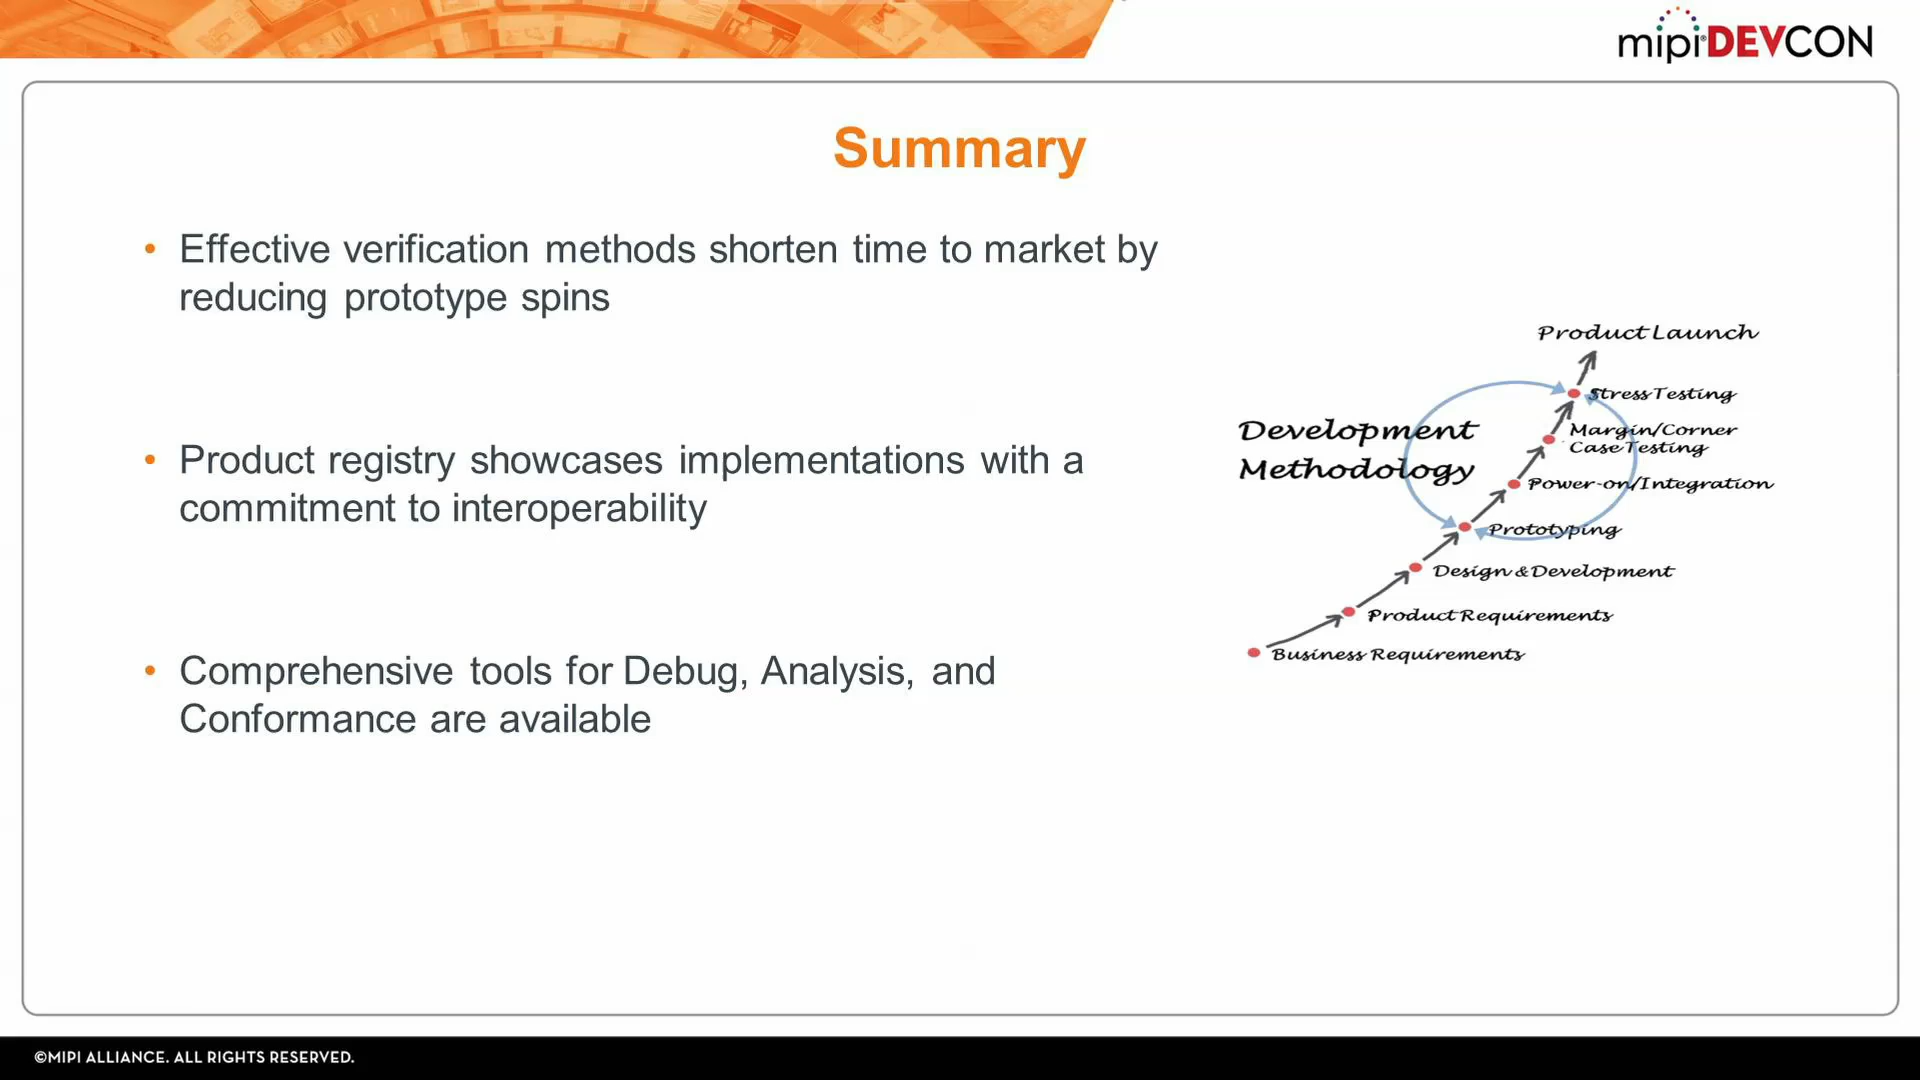 mipi® DEVCON
Summary
• Effective verification methods shorten time to market by
reducing prototype spins
• Product registry showcases implementations with a
commitment to interoperability
• Comprehensive tools for Debug, Analysis, and
Conformance are available
Development
Methodology
Product Launch
Stress Testing
Margin/Corner
Case Testing
Power-on/Integration
Prototyping
Design & Development
Product Requirements
Business Requirements
©MIPI ALLIANCE. ALL RIGHTS RESERVED.